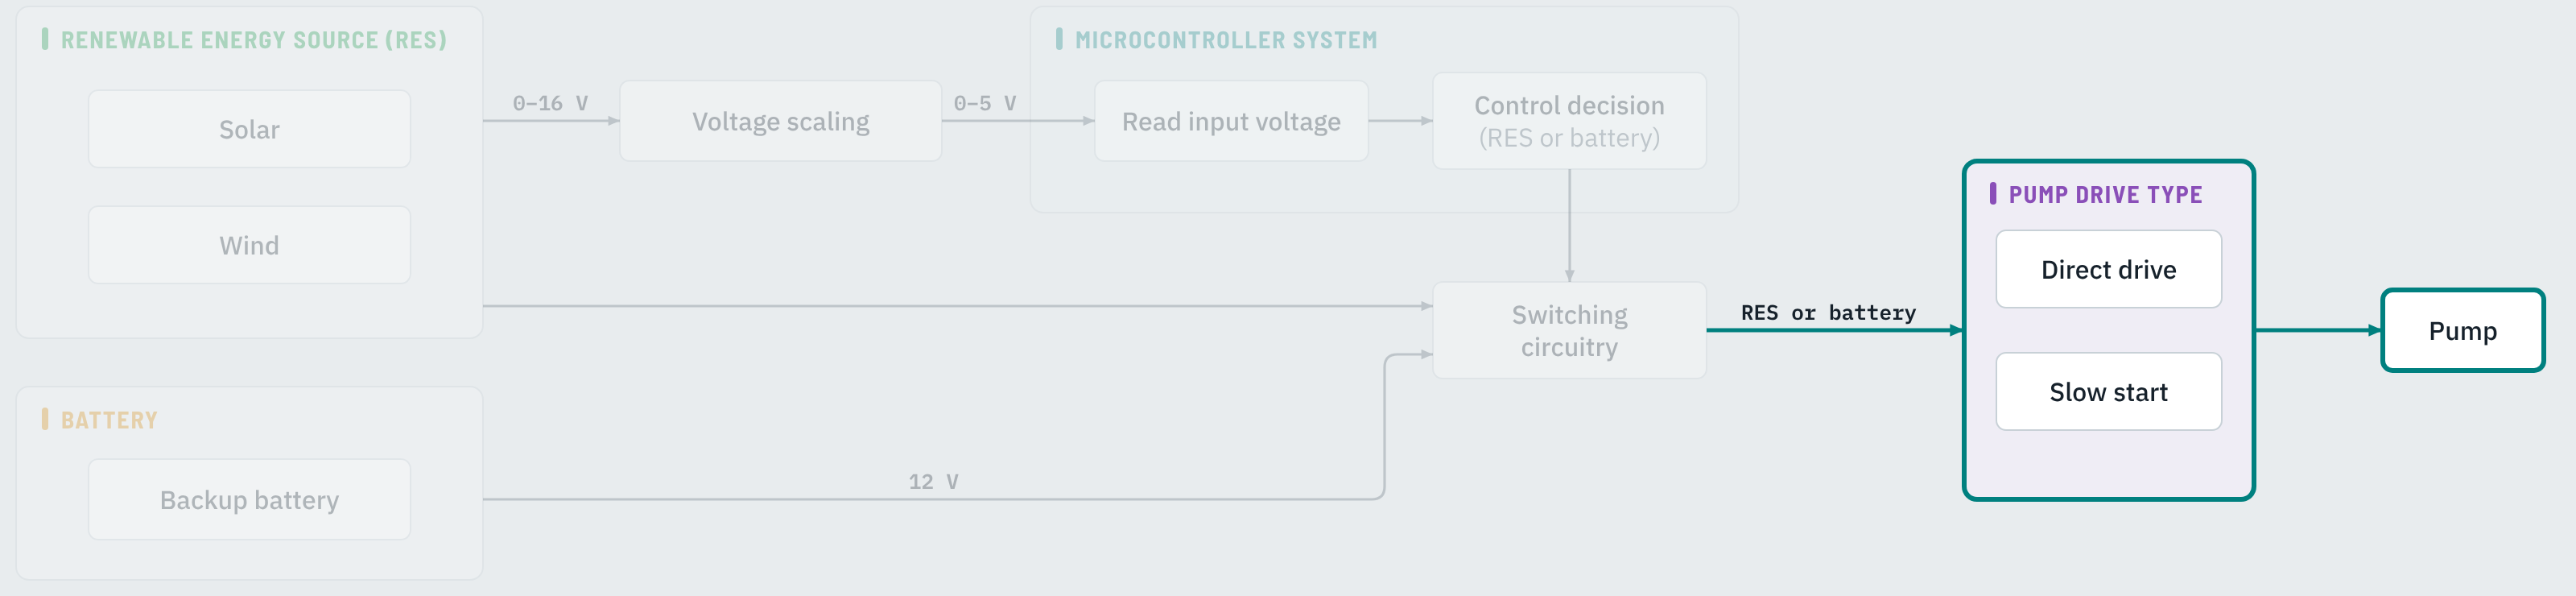 RENEWABLE ENERGY SOURCE (RES)
Solar
Wind
0–16 V
Voltage scaling
0–5 V
MICROCONTROLLER SYSTEM
Read input voltage
Control decision
(RES or battery)
BATTERY
Backup battery
12 V
Switching
circuitry
RES or battery
PUMP DRIVE TYPE
Direct drive
Slow start
Pump